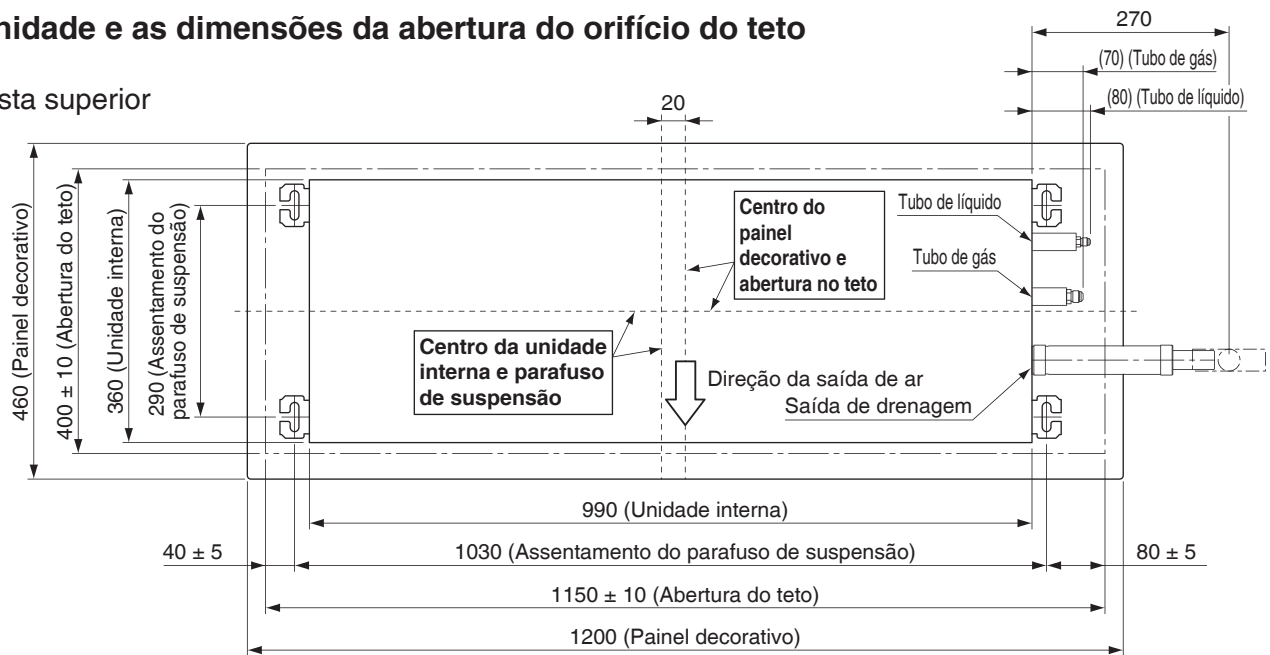 nidade e as dimensões da abertura do orifício do teto
sta superior
270
(70) (Tubo de gás)
(80) (Tubo de líquido)
20
460 (Painel decorativo)
400 ± 10 (Abertura do teto)
360 (Unidade interna)
290 (Assentamento do
parafuso de suspensão)
Centro do
painel
decorativo e
abertura no teto
Tubo de líquido
Tubo de gás
Centro da unidade
interna e parafuso
de suspensão
Direção da saída de ar
Saída de drenagem
990 (Unidade interna)
40 ± 5
1030 (Assentamento do parafuso de suspensão)
80 ± 5
1150 ± 10 (Abertura do teto)
1200 (Painel decorativo)